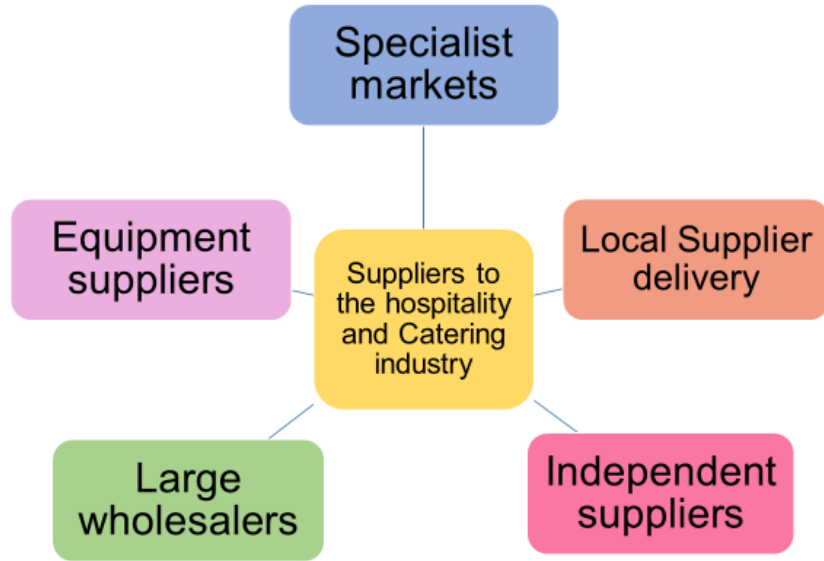 Specialist
markets
Equipment
suppliers
Local Supplier
delivery
Suppliers to
the hospitality
and Catering
industry
Large
wholesalers
Independent
suppliers